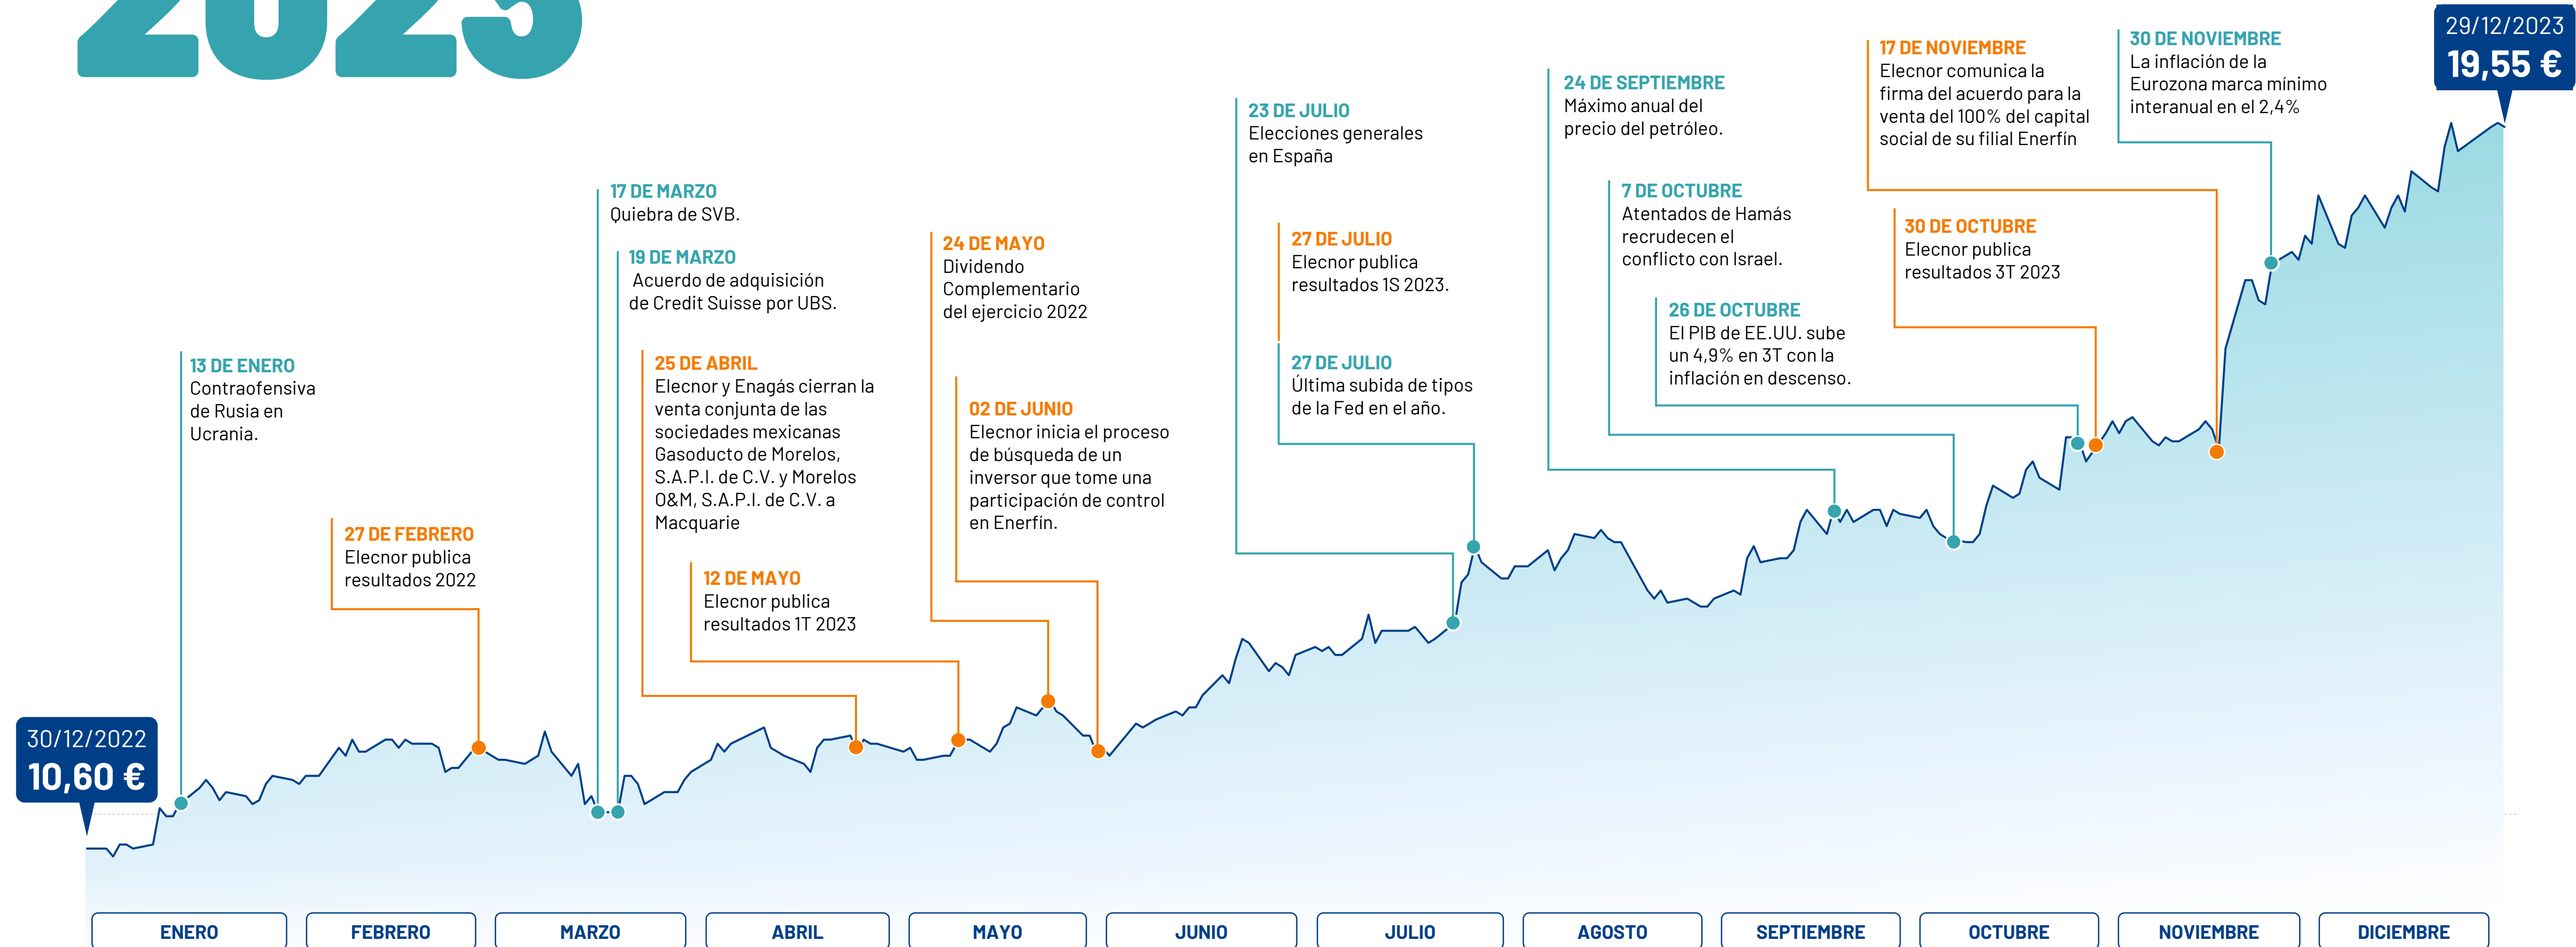 2023
30/12/2022
10,60 €
13 DE ENERO
Contraofensiva
de Rusia en
Ucrania.
27 DE FEBRERO
Elecnor publica
resultados 2022
17 DE MARZO
Quiebra de SVB.
19 DE MARZO
Acuerdo de adquisición
de Credit Suisse por UBS.
25 DE ABRIL
Elecnor y Enagás cierran la
venta conjunta de las
sociedades mexicanas
Gasoducto de Morelos,
S.A.P.I. de C.V. y Morelos
O&M, S.A.P.I. de C.V. a
Macquarie
12 DE MAYO
Elecnor publica
resultados 1T 2023
24 DE MAYO
Dividendo
Complementario
del ejercicio 2022
02 DE JUNIO
Elecnor inicia el proceso
de búsqueda de un
inversor que tome una
participación de control
en Enerfín.
23 DE JULIO
Elecciones generales
en España
27 DE JULIO
Elecnor publica
resultados 1S 2023.
27 DE JULIO
Última subida de tipos
de la Fed en el año.
24 DE SEPTIEMBRE
Máximo anual del
precio del petróleo.
7 DE OCTUBRE
Atentados de Hamás
recrudecen el
conflicto con Israel.
26 DE OCTUBRE
El PIB de EE.UU. sube
un 4,9% en 3T con la
inflación en descenso.
17 DE NOVIEMBRE
Elecnor comunica la
firma del acuerdo para la
venta del 100% del capital
social de su filial Enerfín
30 DE OCTUBRE
Elecnor publica
resultados 3T 2023
30 DE NOVIEMBRE
La inflación de la
Eurozona marca mínimo
interanual en el 2,4%
29/12/2023
19,55 €
ENERO
FEBRERO
MARZO
ABRIL
MAYO
JUNIO
JULIO
AGOSTO
SEPTIEMBRE
OCTUBRE
NOVIEMBRE
DICIEMBRE